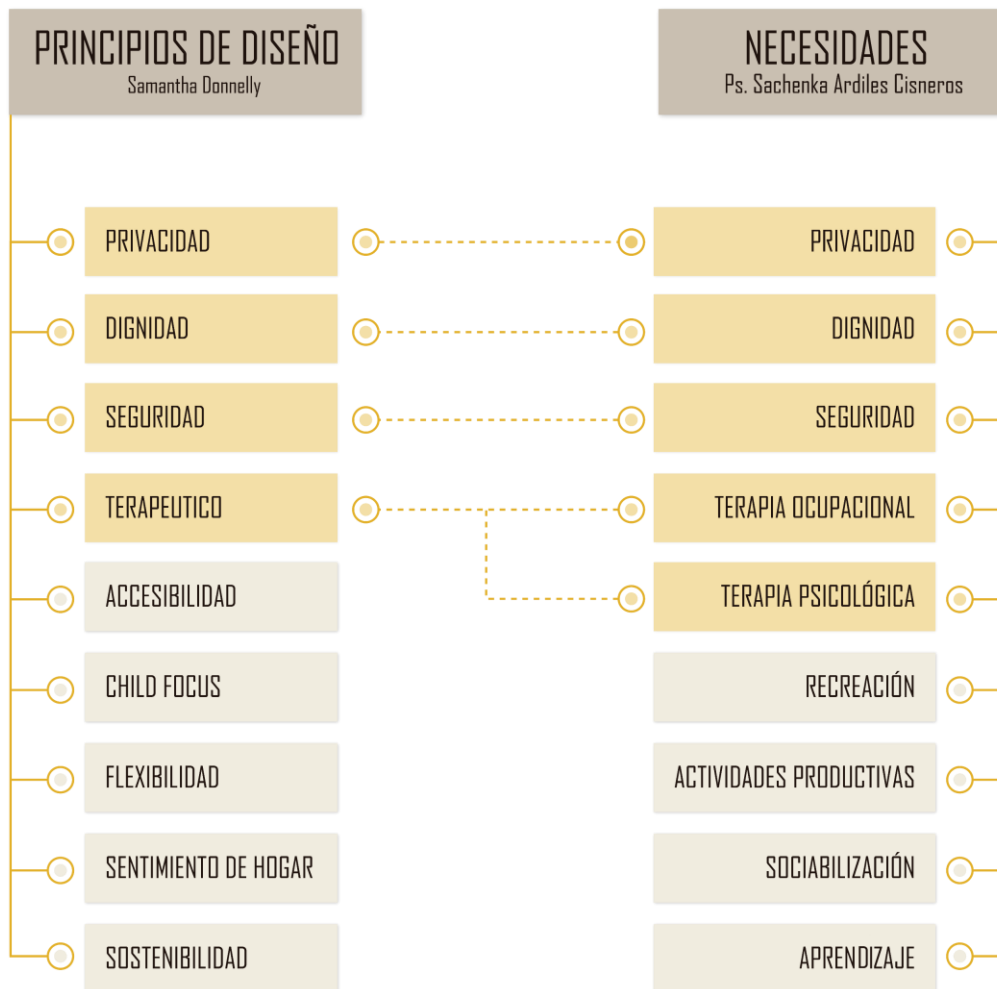 PRINCIPIOS DE DISEÑO
Samantha Donnelly
PRIVACIDAD
DIGNIDAD
SEGURIDAD
TERAPEUTICO
ACCESIBILIDAD
CHILD FOCUS
FLEXIBILIDAD
SENTIMIENTO DE HOGAR
SOSTENIBILIDAD
NECESIDADES
Ps. Sachenka Ardiles Cisneros
PRIVACIDAD
DIGNIDAD
SEGURIDAD
TERAPIA OCUPACIONAL
TERAPIA PSICOLÓGICA
RECREACIÓN
ACTIVIDADES PRODUCTIVAS
SOCIABILIZACIÓN
APRENDIZAJE